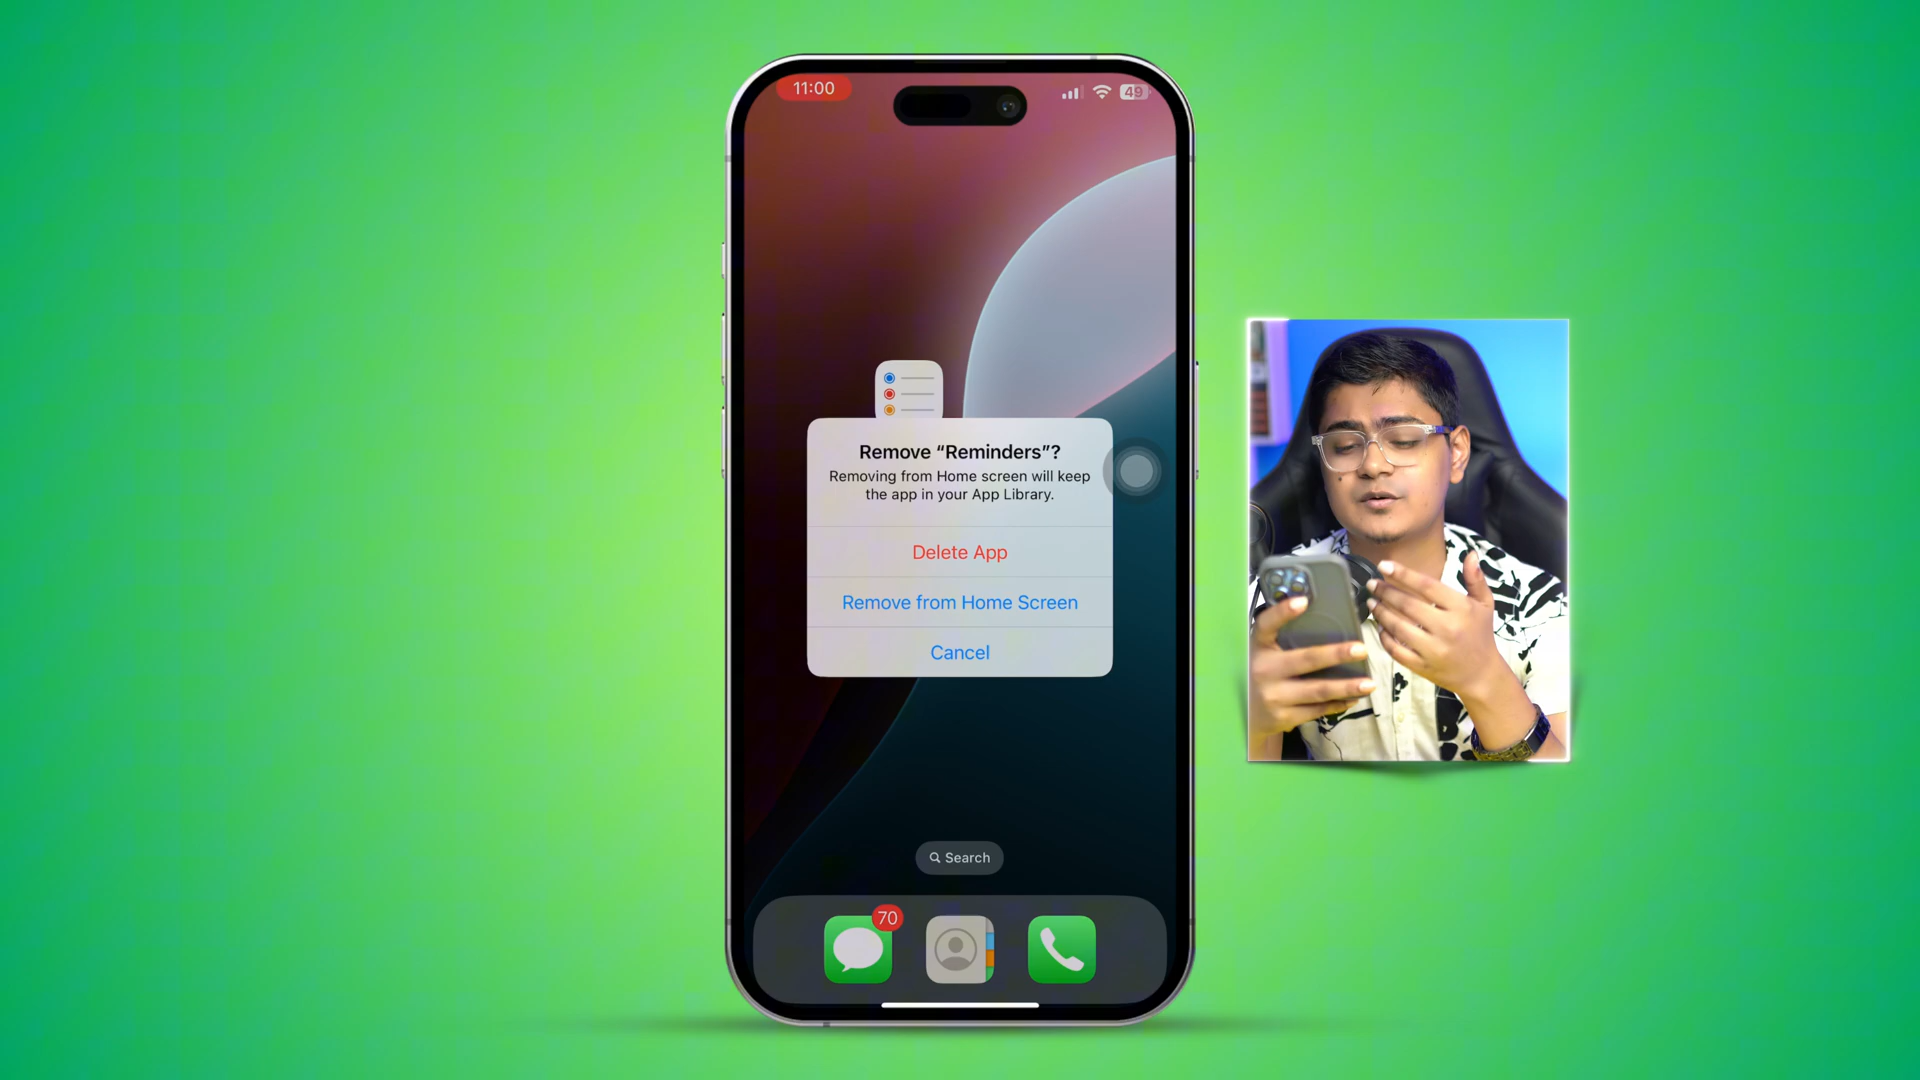 11:00
49
Remove “Reminders”?
Removing from Home screen will keep
the app in your App Library.
Delete App
Remove from Home Screen
Cancel
Search
70